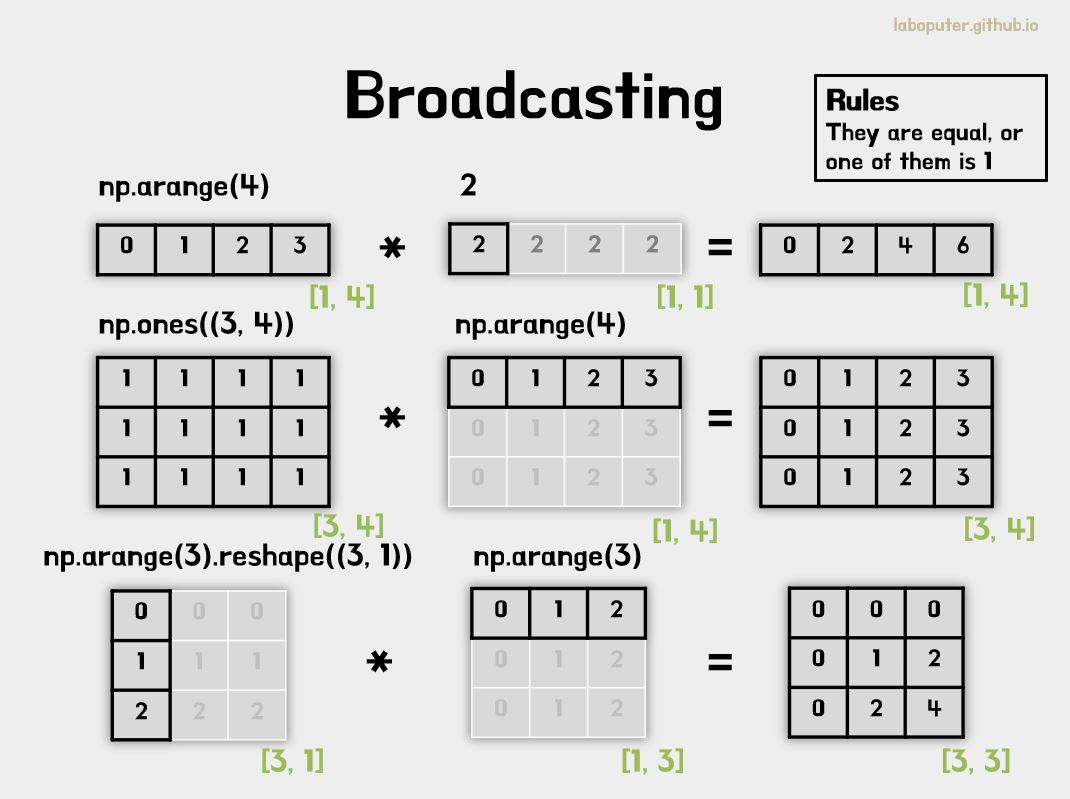 laboputer.github.io
Broadcasting
Rules
They are equal, or
one of them is 1
np.arange(4) 2
0 1 2 3 * 2 2 2 2 = 0 2 4 6
[1, 4] [1, 1] [1, 4]
np.ones((3, 4)) np.arange(4)
1 1 1 1 0 1 2 3 0 1 2 3
1 1 1 1 * 0 1 2 3 = 0 1 2 3
1 1 1 1 0 1 2 3 0 1 2 3
[3, 4] [1, 4] [3, 4]
np.arange(3).reshape((3, 1)) np.arange(3)
0 0 0 0 1 2 0 0 0
1 1 1 * 0 1 2 = 0 1 2
2 2 2 0 1 2 0 2 4
[3, 1] [1, 3] [3, 3]